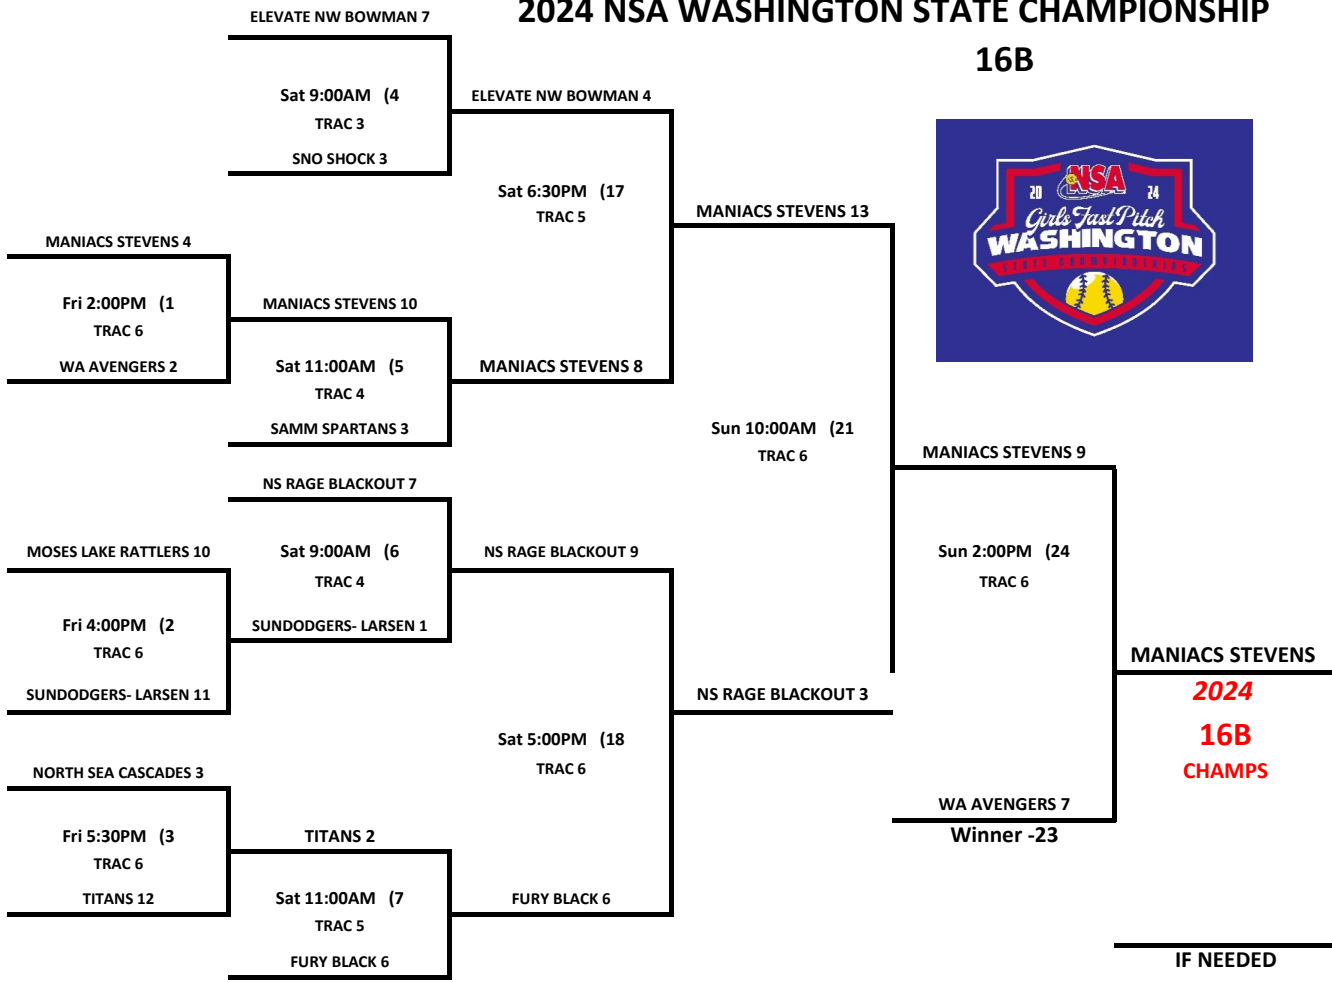 2024 NSA WASHINGTON STATE CHAMPIONSHIP
16B
ELEVATE NW BOWMAN 7
Sat 9:00AM (4
TRAC 3
SNO SHOCK 3
ELEVATE NW BOWMAN 4
Sat 6:30PM (17
TRAC 5
MANIACS STEVENS 13
20 NSA 24
Girls Fast Pitch
WASHINGTON
STATE CHAMPIONSHIPS
MANIACS STEVENS 4
Fri 2:00PM (1
TRAC 6
WA AVENGERS 2
MANIACS STEVENS 10
Sat 11:00AM (5
TRAC 4
SAMM SPARTANS 3
MANIACS STEVENS 8
Sun 10:00AM (21
TRAC 6
MANIACS STEVENS 9
NS RAGE BLACKOUT 7
Sat 9:00AM (6
TRAC 4
SUNDODGERS- LARSEN 1
MOSES LAKE RATTLERS 10
Fri 4:00PM (2
TRAC 6
SUNDODGERS- LARSEN 11
NS RAGE BLACKOUT 9
Sun 2:00PM (24
TRAC 6
MANIACS STEVENS
2024
16B
CHAMPS
NS RAGE BLACKOUT 3
Sat 5:00PM (18
TRAC 6
NORTH SEA CASCADES 3
Fri 5:30PM (3
TRAC 6
TITANS 12
TITANS 2
Sat 11:00AM (7
TRAC 5
FURY BLACK 6
FURY BLACK 6
WA AVENGERS 7
Winner -23
IF NEEDED